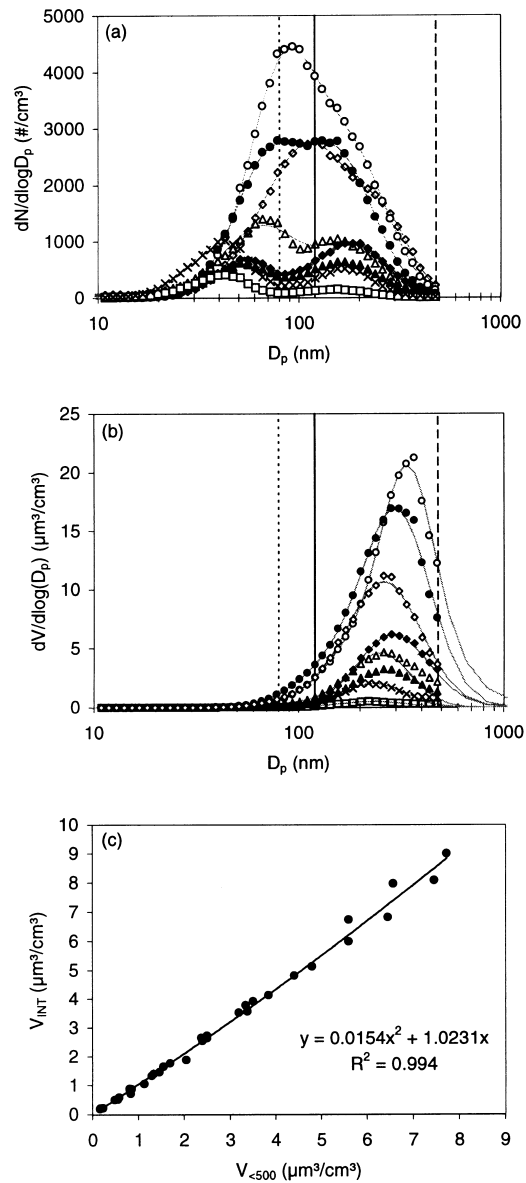 (a)
5000
4000
3000
2000
1000
0
dN/dlogDp (#/cm³)
10 100 1000
Dp (nm)
(b)
25
20
15
10
5
0
dV/dlog(Dp) (μm³/cm³)
10 100 1000
Dp (nm)
(c)
10
9
8
7
6
5
4
3
2
1
0
VINT (μm³/cm³)
y = 0.0154x² + 1.0231x
R² = 0.994
0 1 2 3 4 5 6 7 8 9
V<500 (μm³/cm³)